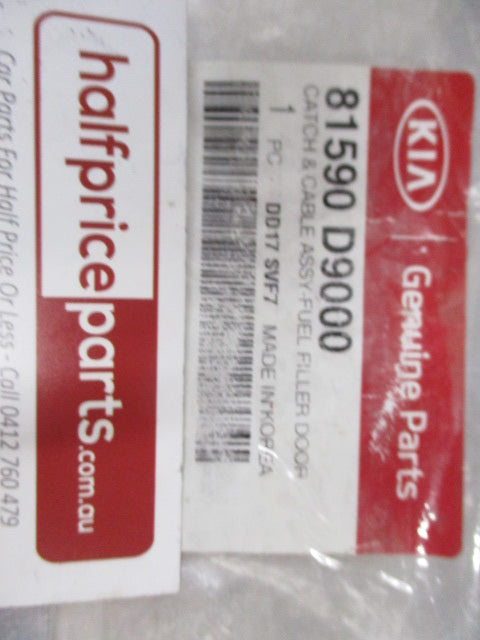 KIA Genuine Parts
81590 D9000
CATCH & CABLE ASSY-FUEL FILLER DOOR
1 PC DD17 SVF7 MADE IN KOREA
halfpriceparts.com.au
Car Parts For Half Price Or Less - Call 0412 760 479